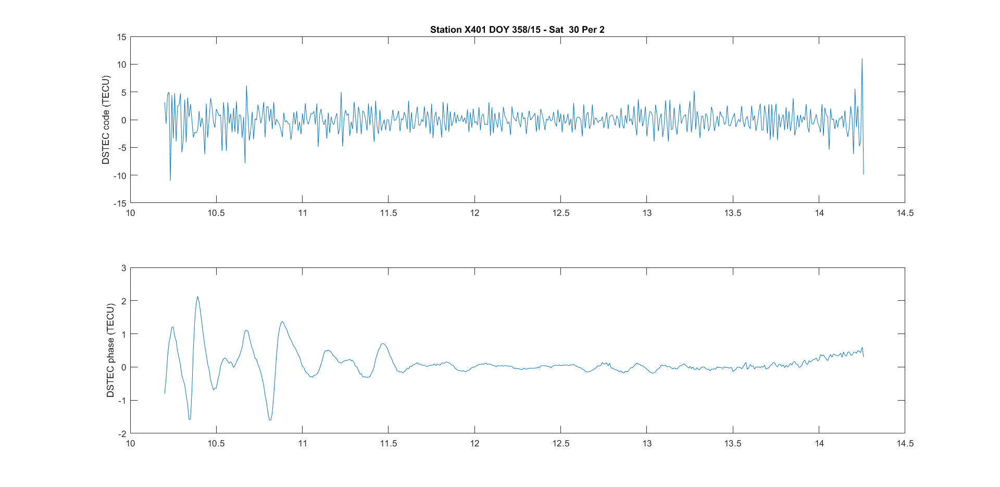 Station X401 DOY 358/15 - Sat  30 Per 2
DSTEC code (TECU)
15
10
5
0
-5
-10
-15
10 10.5 11 11.5 12 12.5 13 13.5 14 14.5
DSTEC phase (TECU)
3
2
1
0
-1
-2
10 10.5 11 11.5 12 12.5 13 13.5 14 14.5